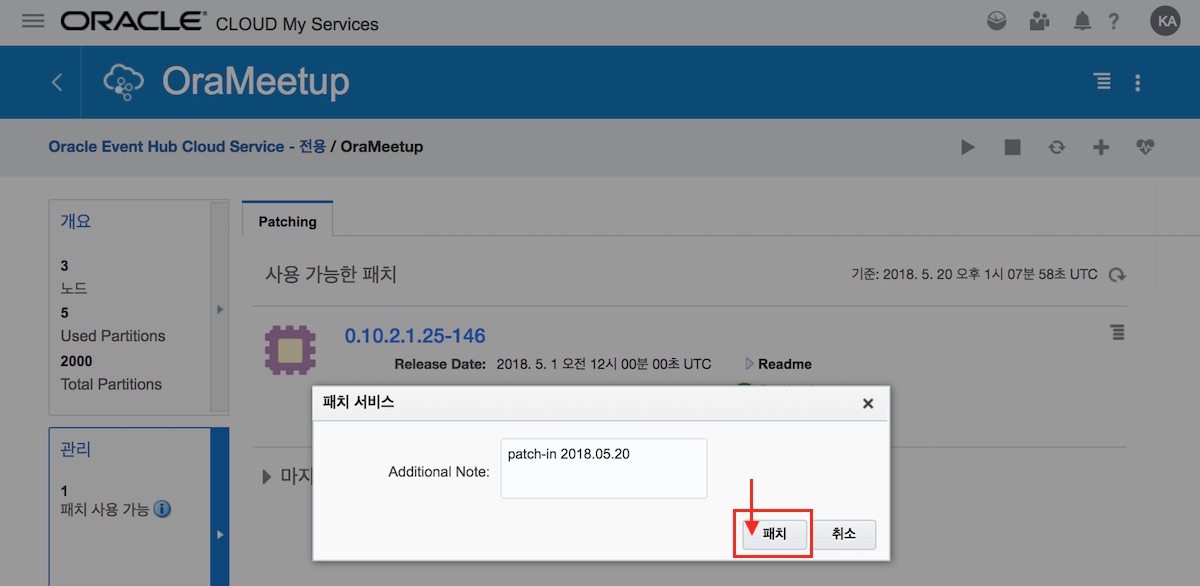 ORACLE CLOUD My Services
?
KA
OraMeetup
Oracle Event Hub Cloud Service - 전용 / OraMeetup
개요
3
노드
5
Used Partitions
2000
Total Partitions
관리
1
패치 사용 가능
Patching
사용 가능한 패치
기준: 2018. 5. 20 오후 1시 07분 58초 UTC
0.10.2.1.25-146
Release Date: 2018. 5. 1 오전 12시 00분 00초 UTC
Readme
패치 서비스
Additional Note:
patch-in 2018.05.20
패치
취소